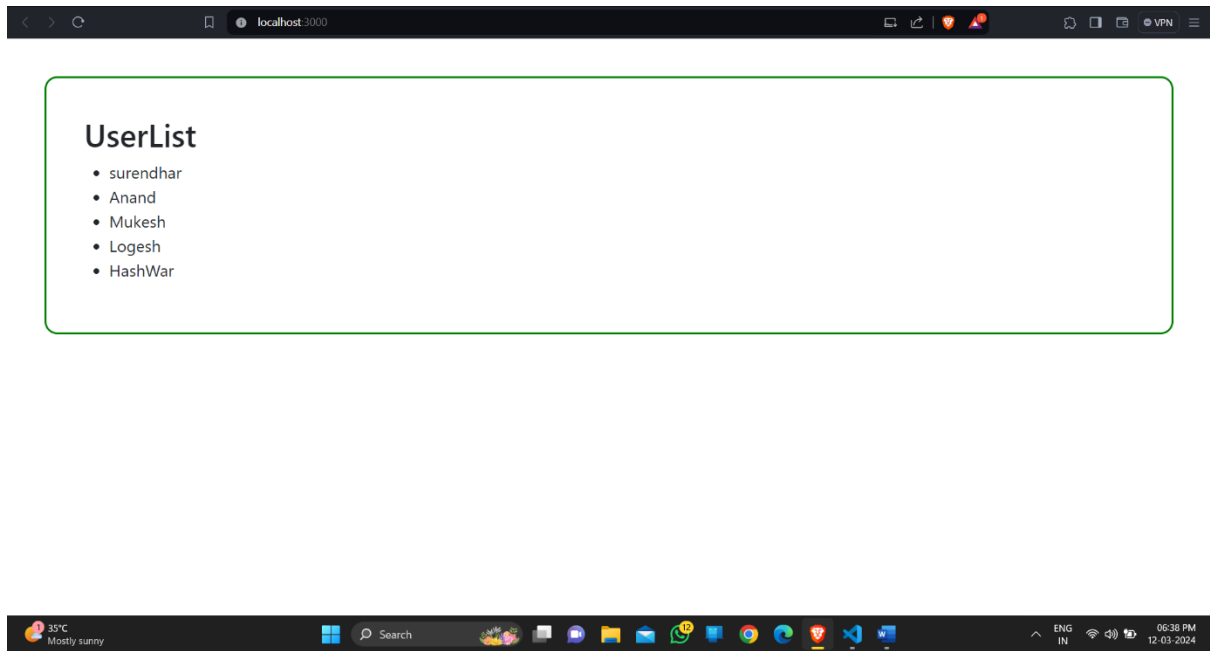 localhost:3000
VPN
UserList
surendhar
Anand
Mukesh
Logesh
HashWar
1
35°C
Mostly sunny
Search
12
ENG
IN
06:38 PM
12-03-2024